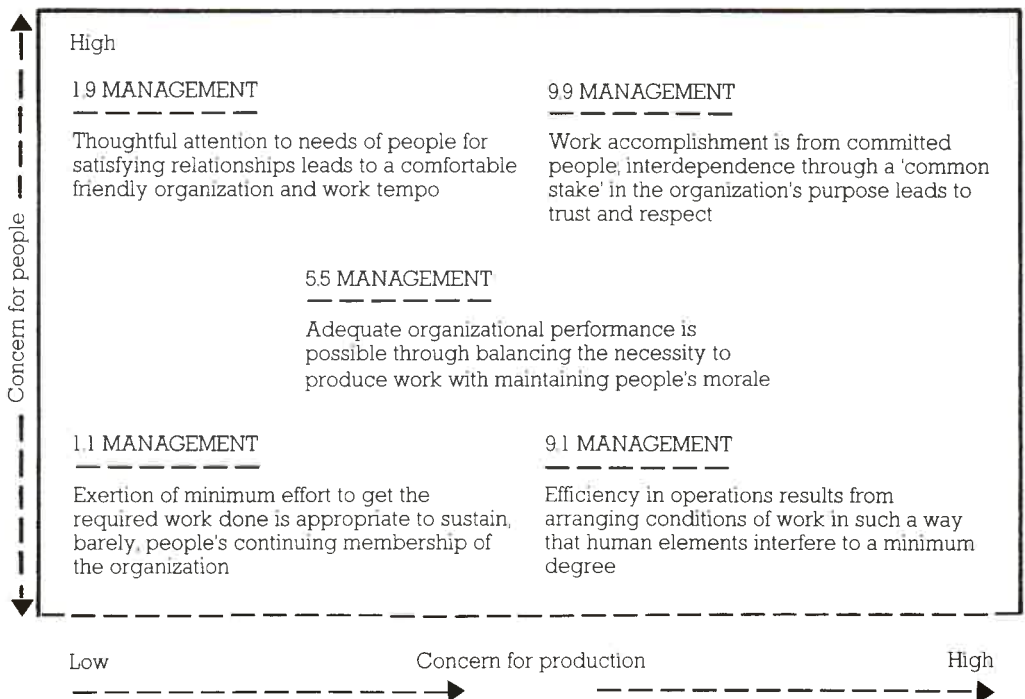 High
1.9 MANAGEMENT
Thoughtful attention to needs of people for
satisfying relationships leads to a comfortable
friendly organization and work tempo
9.9 MANAGEMENT
Work accomplishment is from committed
people; interdependence through a 'common
stake' in the organization's purpose leads to
trust and respect
5.5 MANAGEMENT
Adequate organizational performance is
possible through balancing the necessity to
produce work with maintaining people's morale
1.1 MANAGEMENT
Exertion of minimum effort to get the
required work done is appropriate to sustain,
barely, people's continuing membership of
the organization
9.1 MANAGEMENT
Efficiency in operations results from
arranging conditions of work in such a way
that human elements interfere to a minimum
degree
Concern for people
Low
Concern for production
High